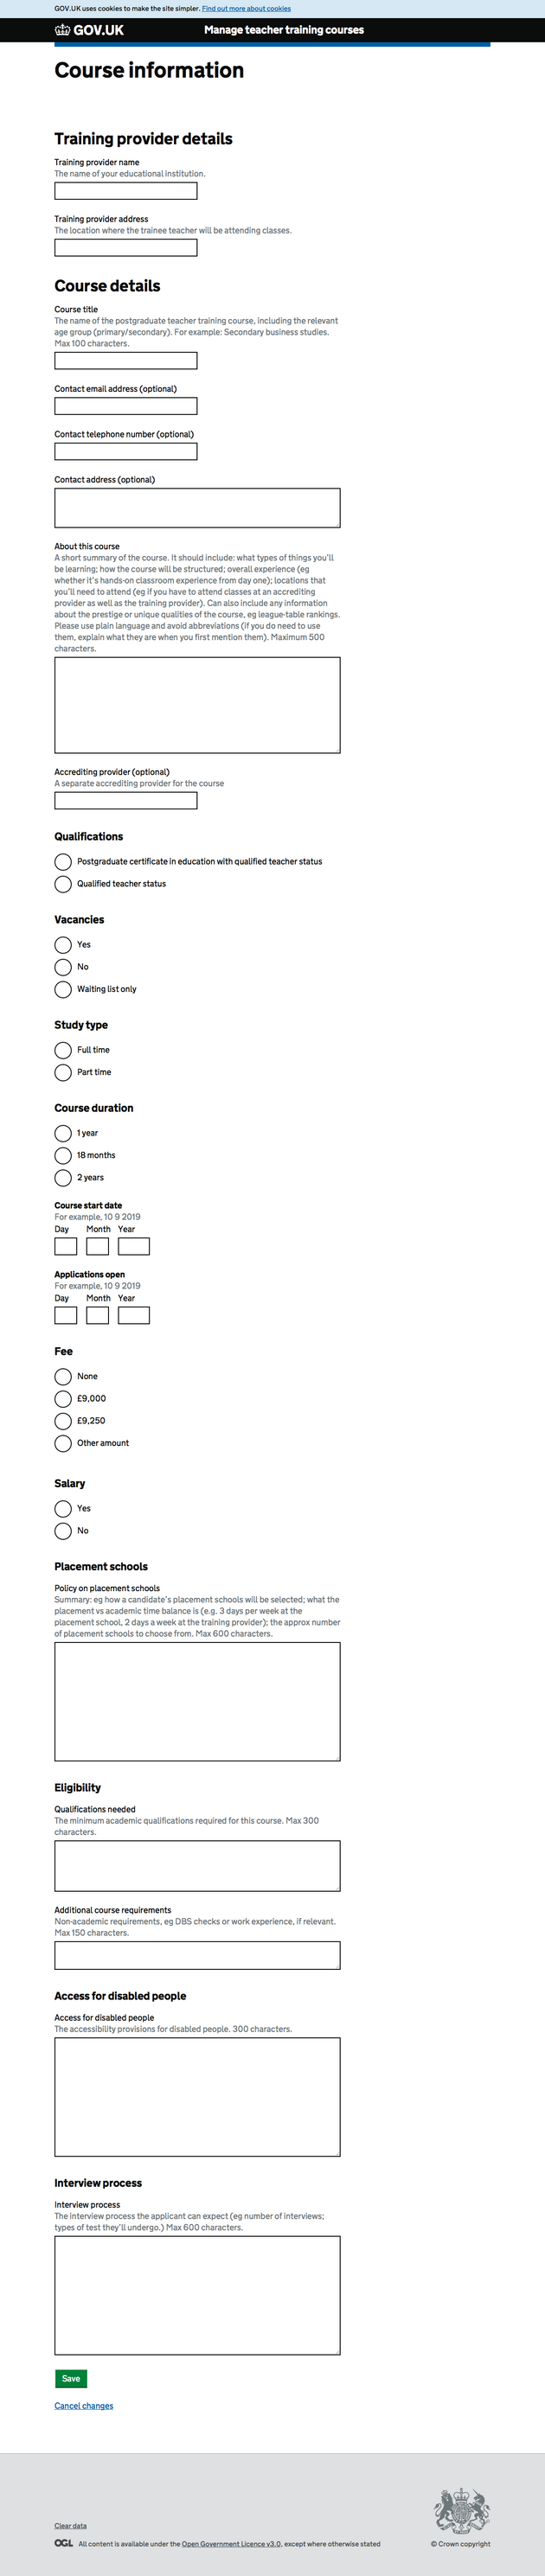 GOV.UK uses cookies to make the site simpler. Find out more about cookies
GOV.UK
Manage teacher training courses
Course information
Training provider details
Training provider name
The name of your educational institution.
Training provider address
The location where the trainee teacher will be attending classes.
Course details
Course title
The name of the postgraduate teacher training course, including the relevant
age group (primary/secondary). For example: Secondary business studies.
Max 100 characters.
Contact email address (optional)
Contact telephone number (optional)
Contact address (optional)
About this course
A short summary of the course. It should include: what types of things you'll
be learning; how the course will be structured; overall experience (eg
whether it's hands-on classroom experience from day one); locations that
you'll need to attend (eg if you have to attend classes at an accrediting
provider as well as the training provider). Can also include any information
about the prestige or unique qualities of the course, eg league-table rankings.
Please use plain language and avoid abbreviations (if you do need to use
them, explain what they are when you first mention them). Maximum 500
characters.
Accrediting provider (optional)
A separate accrediting provider for the course
Qualifications
Postgraduate certificate in education with qualified teacher status
Qualified teacher status
Vacancies
Yes
No
Waiting list only
Study type
Full time
Part time
Course duration
1 year
18 months
2 years
Course start date
For example, 10 9 2019
Day Month Year
Applications open
For example, 10 9 2019
Day Month Year
Fee
None
£9,000
£9,250
Other amount
Salary
Yes
No
Placement schools
Policy on placement schools
Summary: eg how a candidate's placement schools will be selected; what the
placement vs academic time balance is (e.g. 3 days per week at the
placement school, 2 days a week at the training provider); the approx number
of placement schools to choose from. Max 600 characters.
Eligibility
Qualifications needed
The minimum academic qualifications required for this course. Max 300
characters.
Additional course requirements
Non-academic requirements, eg DBS checks or work experience, if relevant.
Max 150 characters.
Access for disabled people
Access for disabled people
The accessibility provisions for disabled people. 300 characters.
Interview process
Interview process
The interview process the applicant can expect (eg number of interviews;
types of test they'll undergo.) Max 600 characters.
Save
Cancel changes
Clear data
OGL All content is available under the Open Government Licence v3.0, except where otherwise stated
© Crown copyright